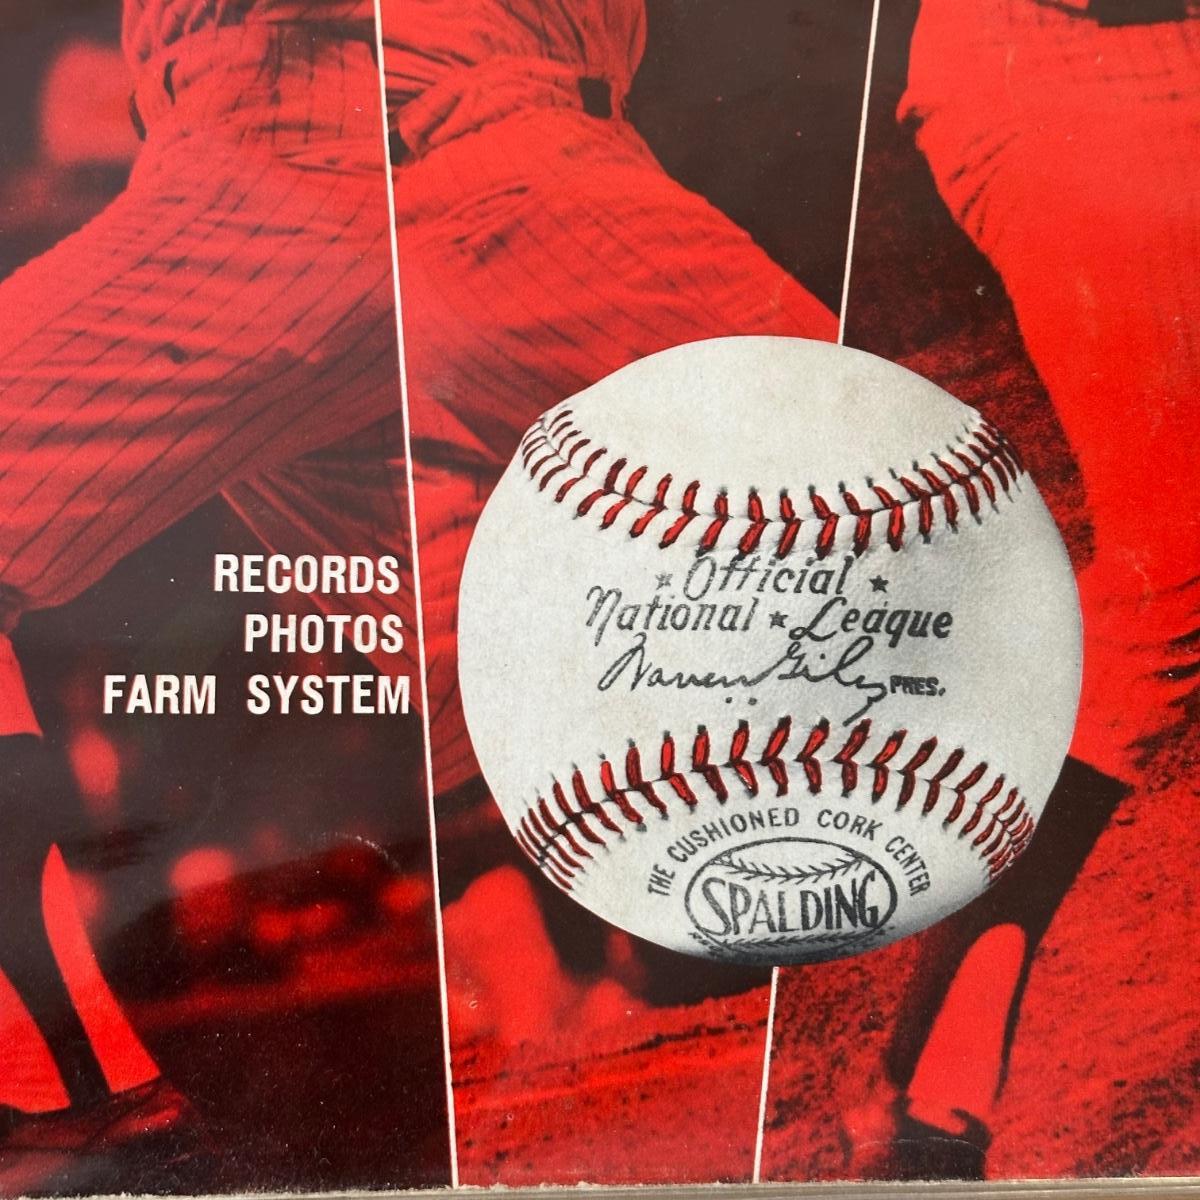 RECORDS
PHOTOS
FARM SYSTEM
Official
National League
Warren Giles PRES.
THE CUSHIONED CORK CENTER
SPALDING